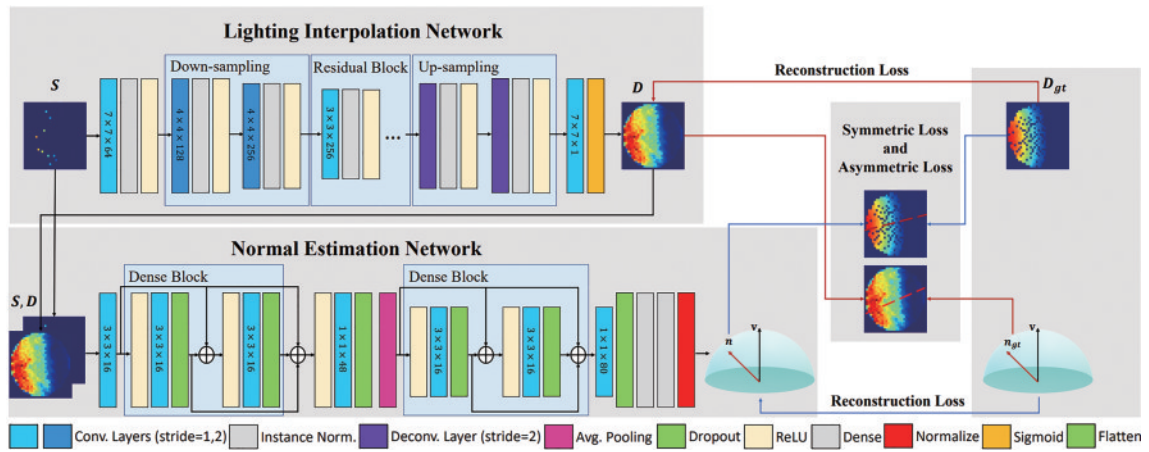 Lighting Interpolation Network
S
Down-sampling
Residual Block
Up-sampling
D
7×7×64
4×4×128
4×4×256
3×3×256
...
7×7×1
Reconstruction Loss
D_gt
Symmetric Loss
and
Asymmetric Loss
Normal Estimation Network
Dense Block
Dense Block
S, D
3×3×16
3×3×16
3×3×16
1×1×48
3×3×16
3×3×16
1×1×80
n
v
n_gt
v
Reconstruction Loss
Conv. Layers (stride=1,2)
Instance Norm.
Deconv. Layer (stride=2)
Avg. Pooling
Dropout
ReLU
Dense
Normalize
Sigmoid
Flatten